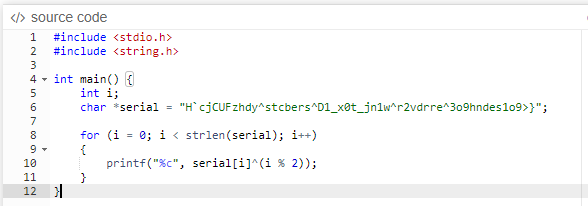 </> source code
1 #include <stdio.h>
2 #include <string.h>
3
4 int main() {
5 int i;
6 char *serial = "H`cjCUFzhdy^stcbers^D1_x0t_jn1w^r2vdrre^3o9hndes1o9>}";
7
8 for (i = 0; i < strlen(serial); i++)
9 {
10 printf("%c", serial[i]^(i % 2));
11 }
12 }